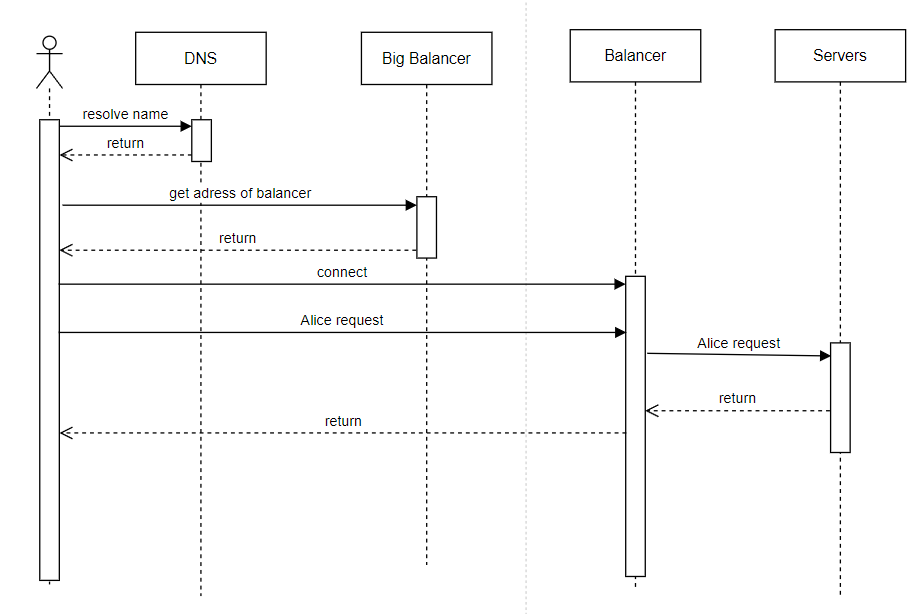 DNS
Big Balancer
Balancer
Servers
resolve name
return
get adress of balancer
return
connect
Alice request
Alice request
return
return